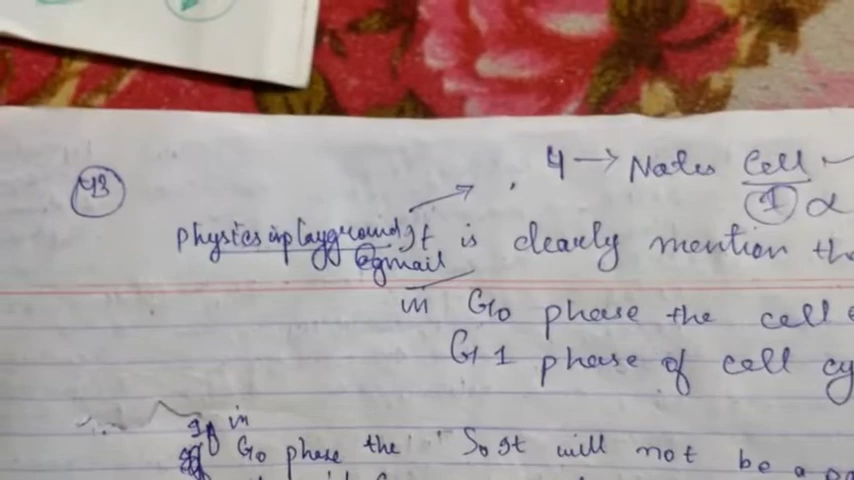 43
4 → Notes Cell
1
physicsinplayground It is clearly mention the
@gmail
in G0 phase the cell
G1 phase of cell cy
If in
G0 phase the So It will not be a